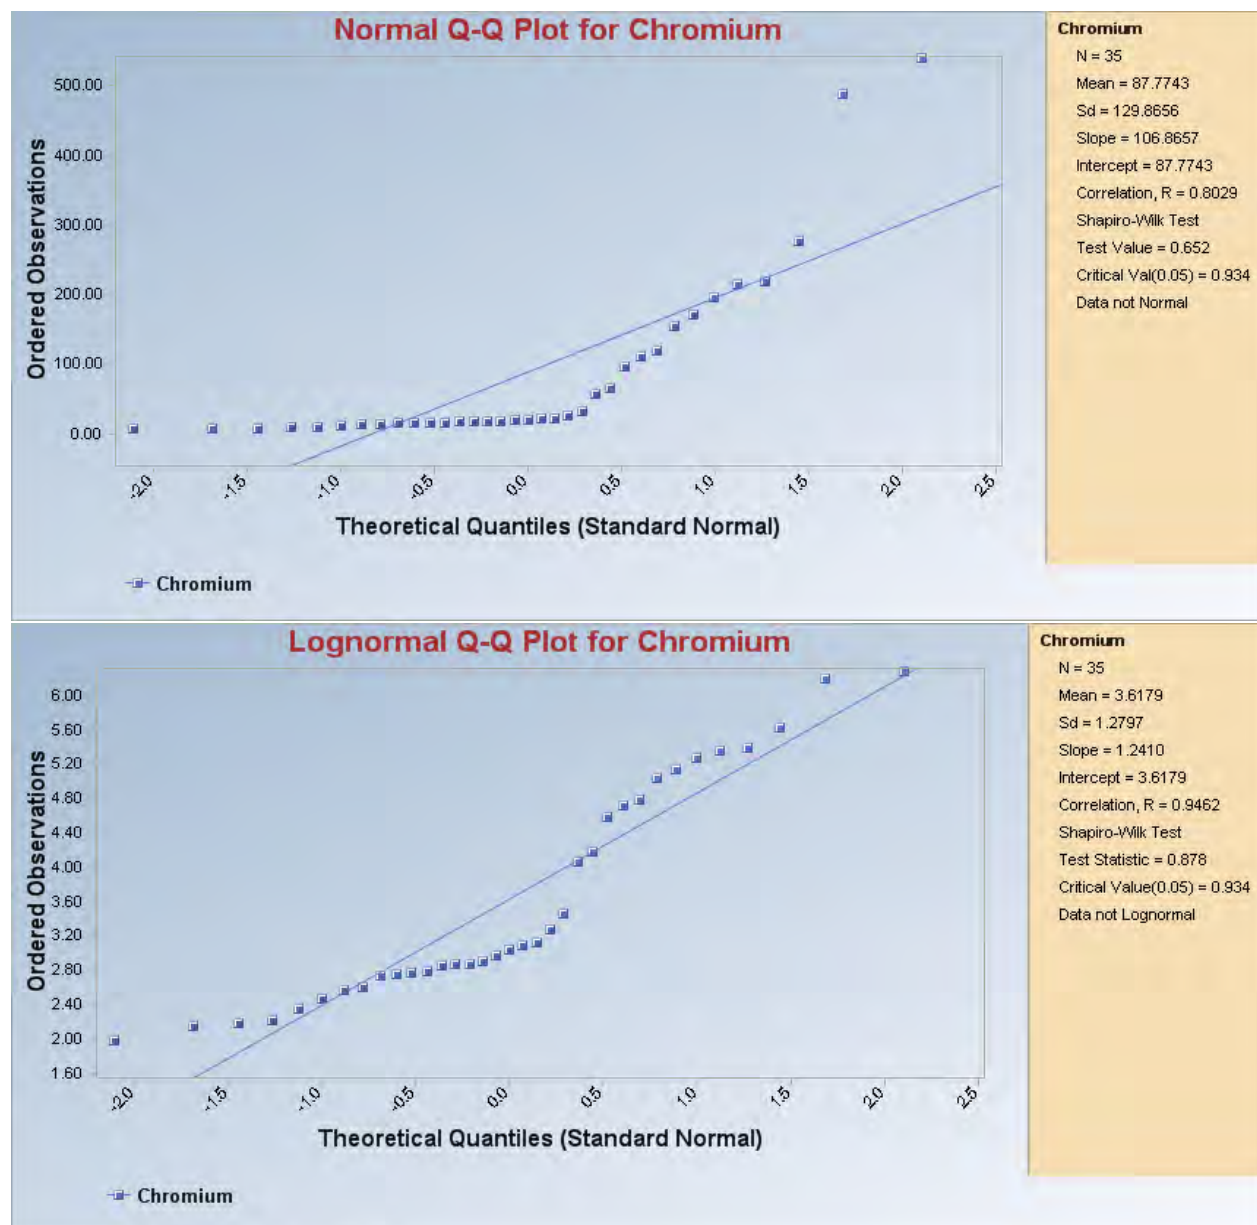 Normal Q-Q Plot for Chromium
Ordered Observations
500.00
400.00
300.00
200.00
100.00
0.00
-2.0
-1.5
-1.0
-0.5
0.0
0.5
1.0
1.5
2.0
2.5
Theoretical Quantiles (Standard Normal)
Chromium
Chromium
N = 35
Mean = 87.7743
Sd = 129.8656
Slope = 106.8657
Intercept = 87.7743
Correlation, R = 0.8029
Shapiro-Wilk Test
Test Value = 0.652
Critical Val(0.05) = 0.934
Data not Normal
Lognormal Q-Q Plot for Chromium
Ordered Observations
6.00
5.60
5.20
4.80
4.40
4.00
3.60
3.20
2.80
2.40
2.00
1.60
-2.0
-1.5
-1.0
-0.5
0.0
0.5
1.0
1.5
2.0
2.5
Theoretical Quantiles (Standard Normal)
Chromium
Chromium
N = 35
Mean = 3.6179
Sd = 1.2797
Slope = 1.2410
Intercept = 3.6179
Correlation, R = 0.9462
Shapiro-Wilk Test
Test Statistic = 0.878
Critical Value(0.05) = 0.934
Data not Lognormal